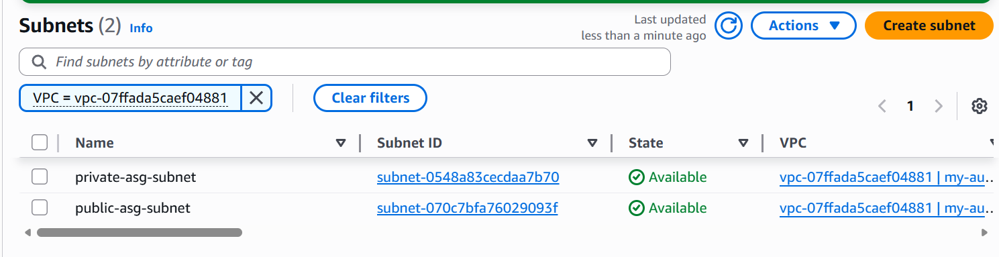 Subnets (2) Info
Last updated
less than a minute ago
Actions
Create subnet
Find subnets by attribute or tag
VPC = vpc-07ffada5caef04881
Clear filters
1
Name Subnet ID State VPC
private-asg-subnet subnet-0548a83cecdaa7b70 Available vpc-07ffada5caef04881 | my-au…
public-asg-subnet subnet-070c7bfa76029093f Available vpc-07ffada5caef04881 | my-au…